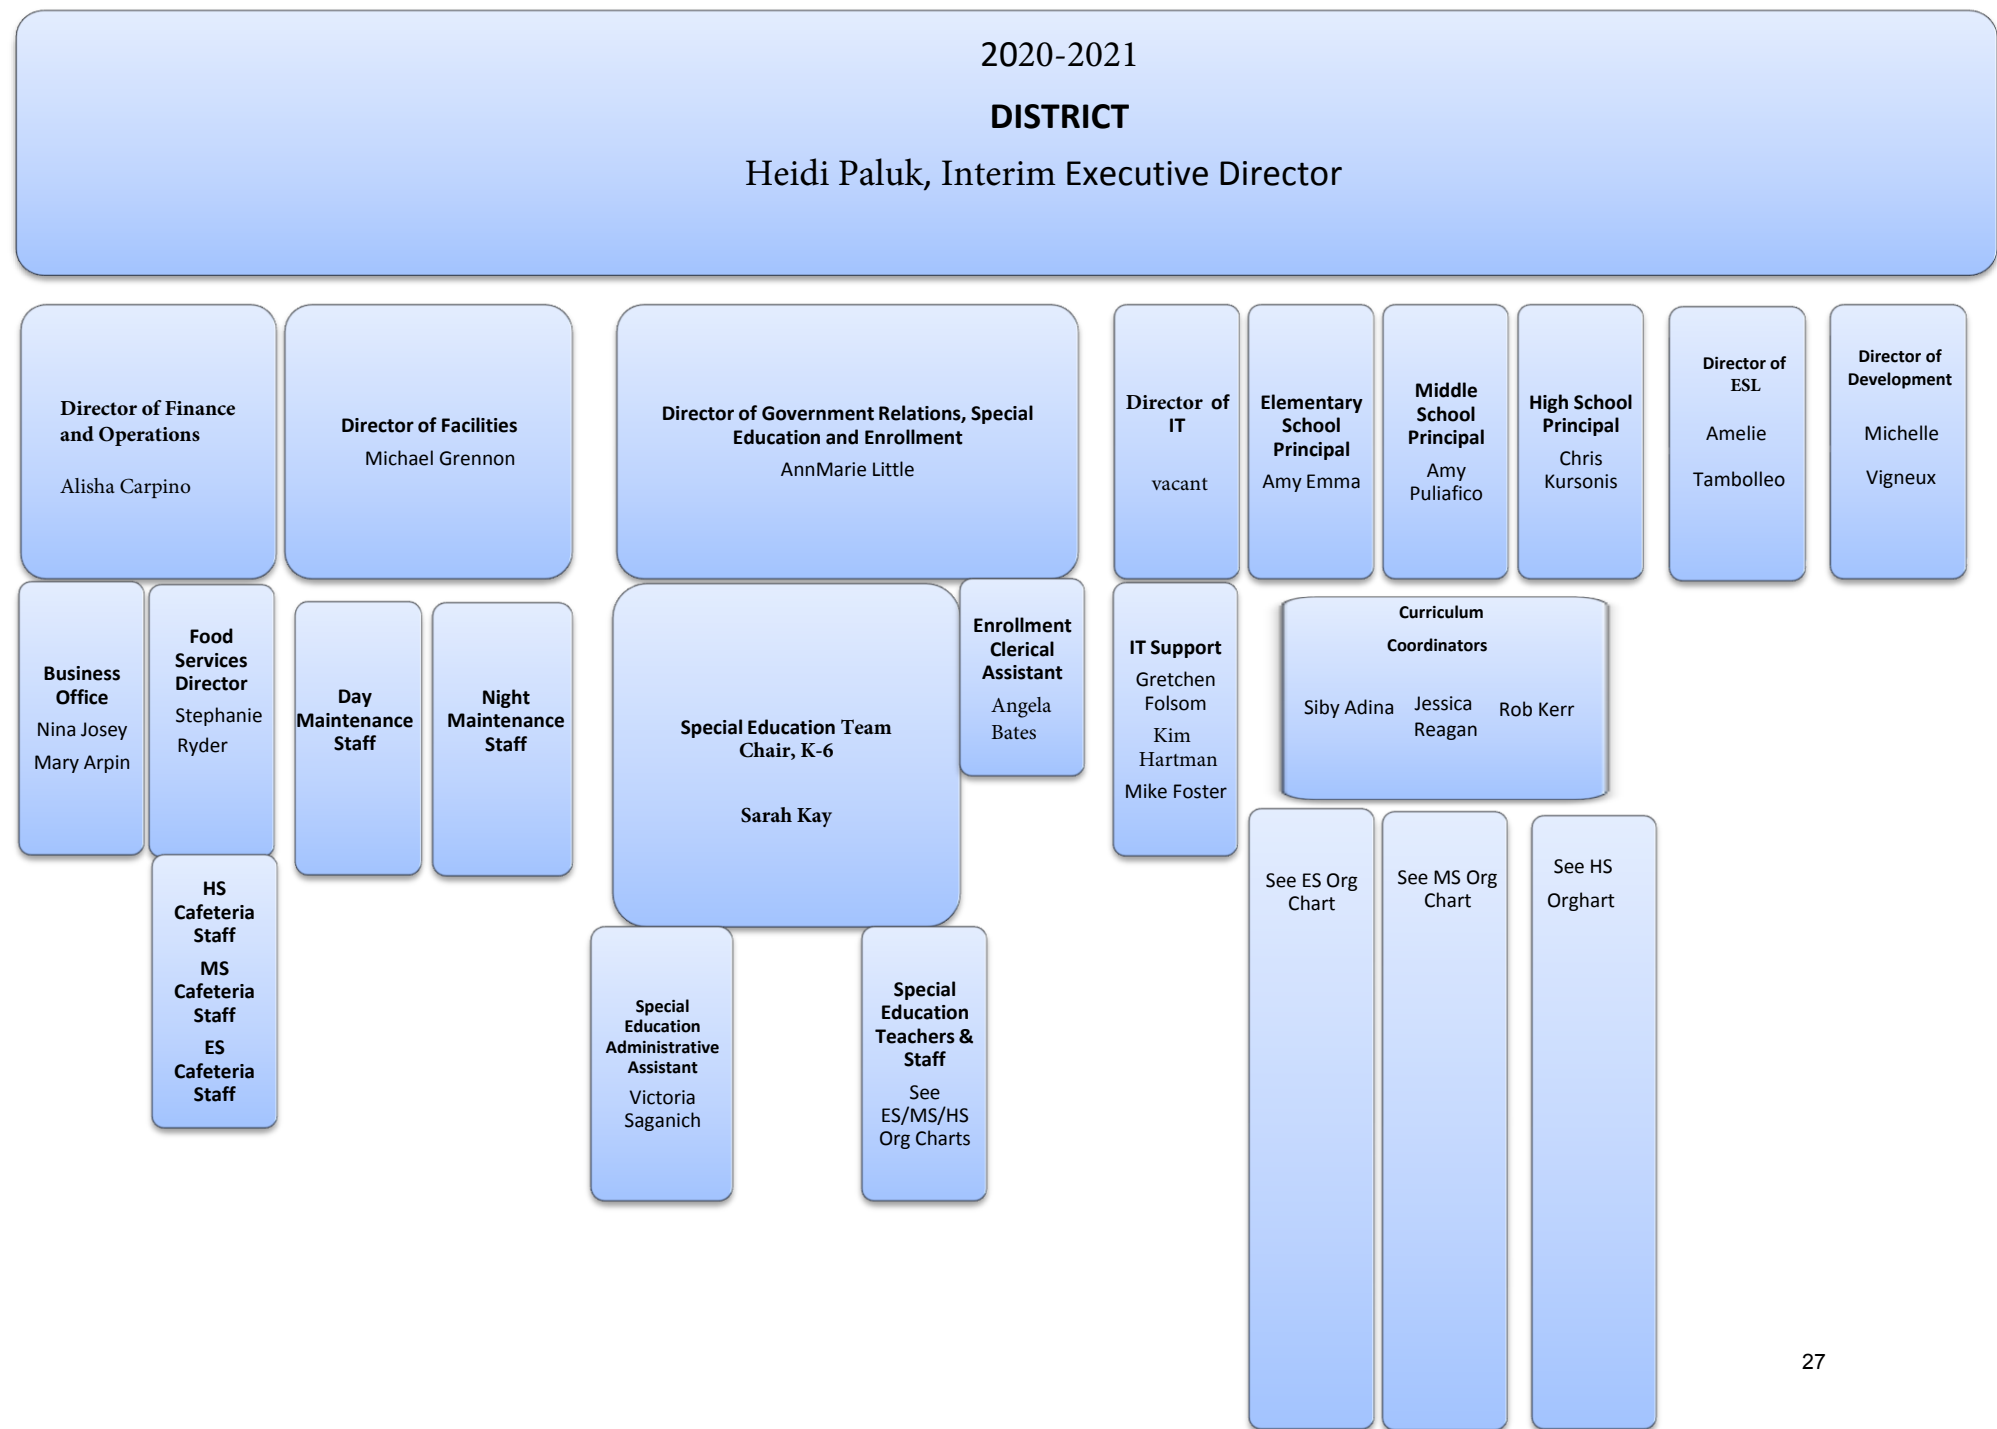 2020-2021
DISTRICT
Heidi Paluk, Interim Executive Director
Director of Finance
and Operations
Alisha Carpino
Director of Facilities
Michael Grennon
Director of Government Relations, Special
Education and Enrollment
AnnMarie Little
Director of
IT
vacant
Elementary
School
Principal
Amy Emma
Middle
School
Principal
Amy
Puliafico
High School
Principal
Chris
Kursonis
Director of
ESL
Amelie
Tambolleo
Director of
Development
Michelle
Vigneux
Business
Office
Nina Josey
Mary Arpin
Food
Services
Director
Stephanie
Ryder
Day
Maintenance
Staff
Night
Maintenance
Staff
Special Education Team
Chair, K-6
Sarah Kay
Enrollment
Clerical
Assistant
Angela
Bates
IT Support
Gretchen
Folsom
Kim
Hartman
Mike Foster
Curriculum
Coordinators
Siby Adina
Jessica
Reagan
Rob Kerr
HS
Cafeteria
Staff
MS
Cafeteria
Staff
ES
Cafeteria
Staff
Special
Education
Administrative
Assistant
Victoria
Saganich
Special
Education
Teachers &
Staff
See
ES/MS/HS
Org Charts
See ES Org
Chart
See MS Org
Chart
See HS
Orghart
27